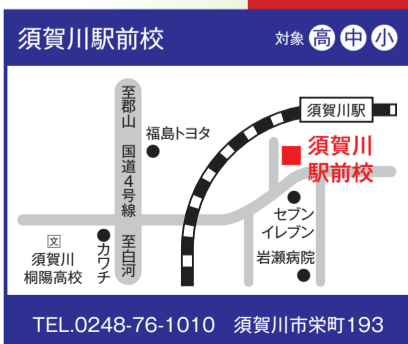 須賀川駅前校
対象 高 中 小
至郡山 国道4号線 至白河
福島トヨタ
須賀川駅
須賀川
駅前校
セブン
イレブン
岩瀬病院
カワチ
文
須賀川
桐陽高校
TEL.0248-76-1010 須賀川市栄町193